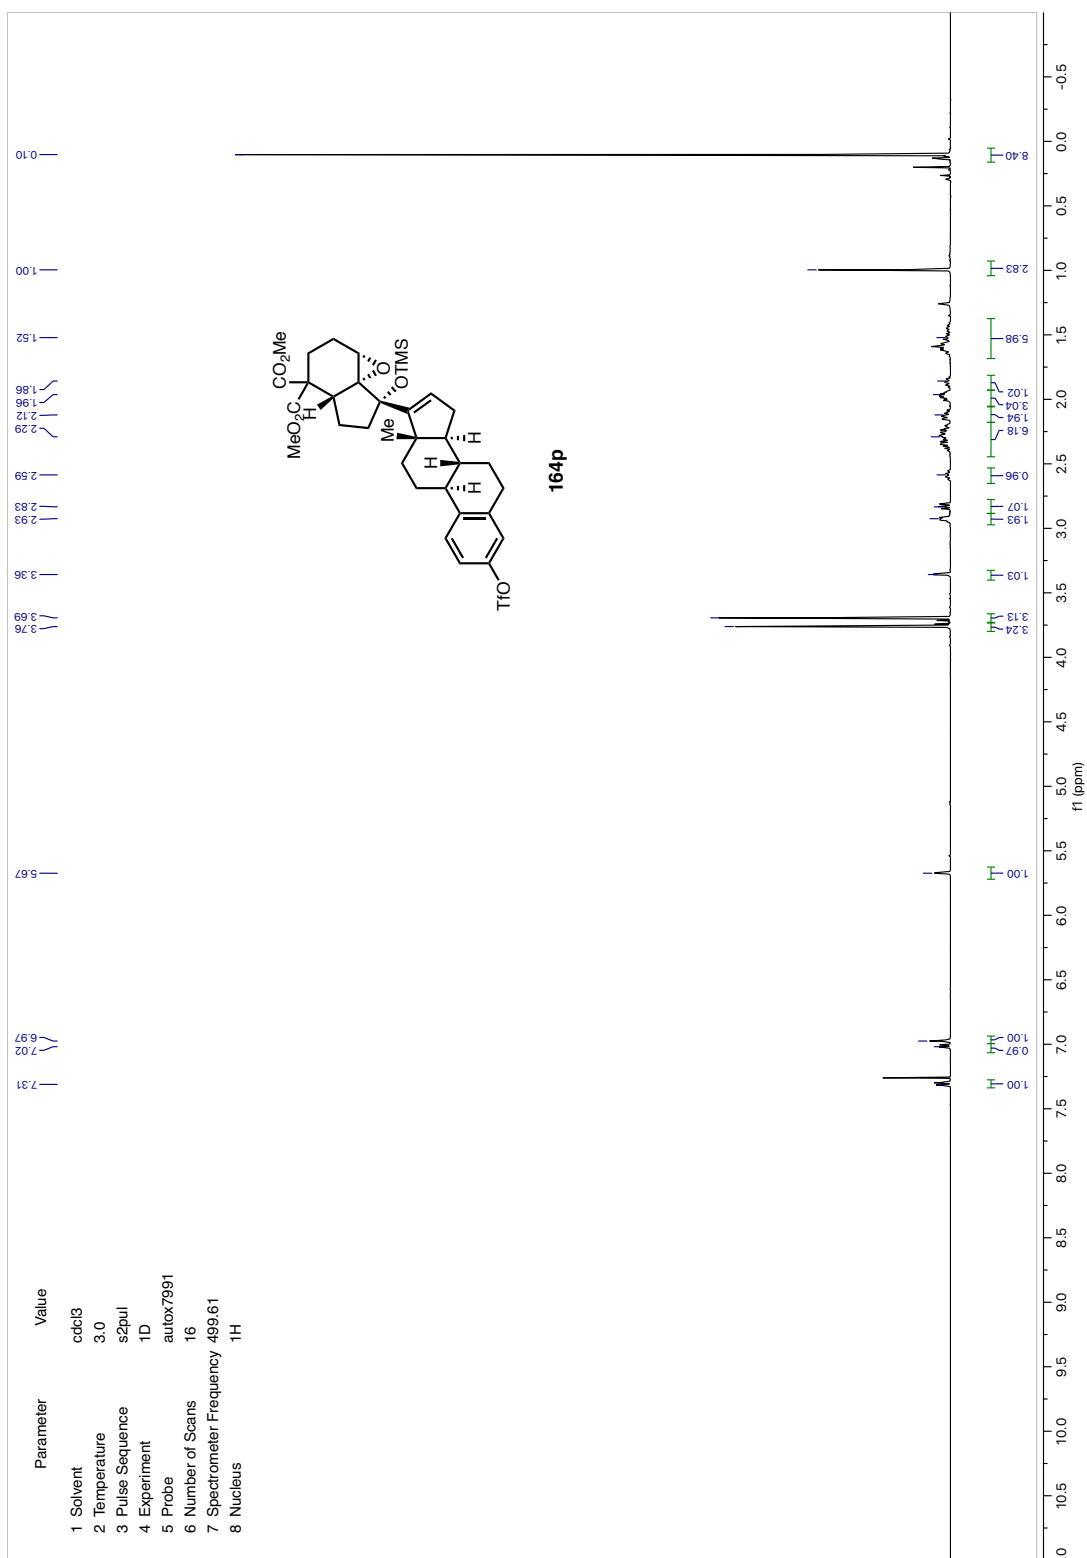 Parameter Value
1 Solvent cdcl3
2 Temperature 3.0
3 Pulse Sequence s2pul
4 Experiment 1D
5 Probe autox7991
6 Number of Scans 16
7 Spectrometer Frequency 499.61
8 Nucleus 1H
7.31
7.02
6.97
5.67
3.76
3.69
3.36
2.93
2.83
2.59
2.29
2.12
1.96
1.86
1.52
1.00
0.10
MeO2C
CO2Me
H
O
OTMS
Me
H
H
H
TfO
164p
1.00
0.97
1.00
1.00
3.24
3.13
1.03
1.93
1.07
0.96
6.18
1.94
3.04
1.02
5.98
2.83
8.40
0 10.5 10.0 9.5 9.0 8.5 8.0 7.5 7.0 6.5 6.0 5.5 5.0 4.5 4.0 3.5 3.0 2.5 2.0 1.5 1.0 0.5 0.0 -0.5
f1 (ppm)